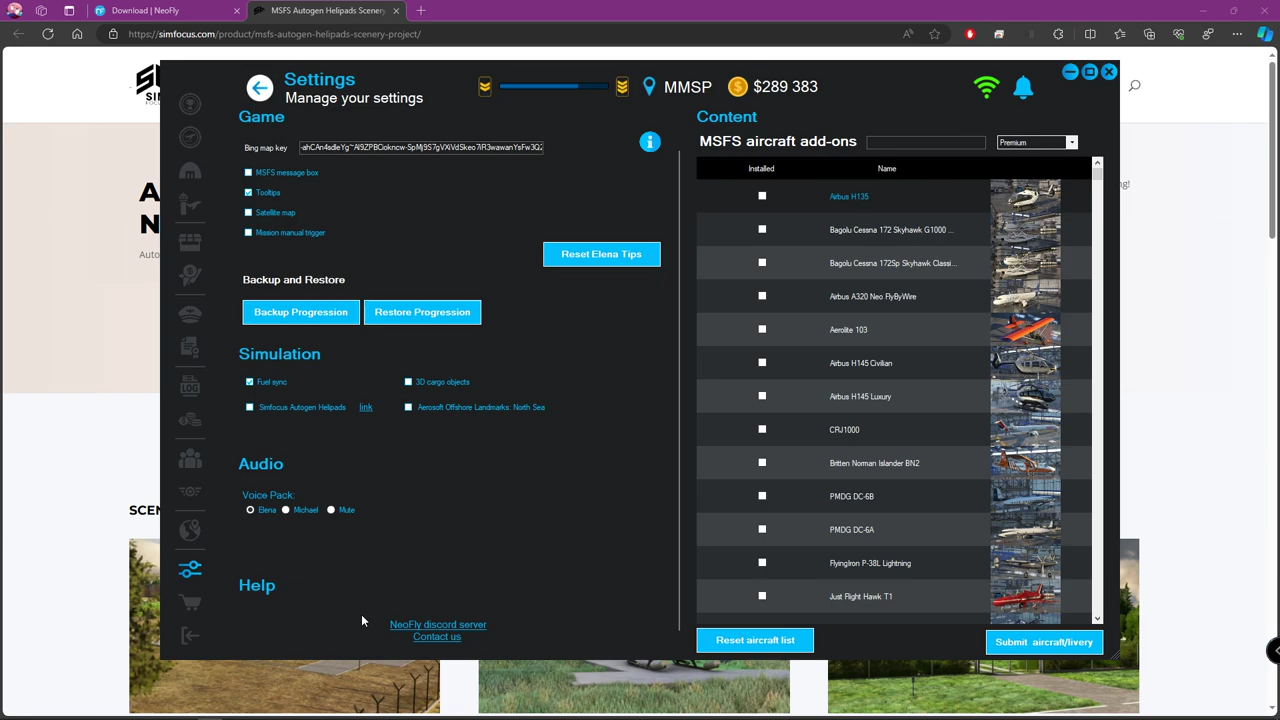 Download | NeoFly
MSFS Autogen Helipads Scenery
https://simfocus.com/product/msfs-autogen-helipads-scenery-project/
Settings
Manage your settings
MMSP
$289 383
Game
Bing map key
MSFS message box
Tooltips
Satellite map
Mission manual trigger
Reset Elena Tips
Backup and Restore
Backup Progression
Restore Progression
Simulation
Fuel sync
3D cargo objects
Simfocus Autogen Helipads link
Aerosoft Offshore Landmarks: North Sea
Audio
Voice Pack:
Elena
Michael
Mute
Help
NeoFly discord server
Contact us
Content
MSFS aircraft add-ons
Premium
Installed
Name
Airbus H135
Bagolu Cessna 172 Skyhawk G1000 ...
Bagolu Cessna 172Sp Skyhawk Classi...
Airbus A320 Neo FlyByWire
Aerolite 103
Airbus H145 Civilian
Airbus H145 Luxury
CRJ1000
Britten Norman Islander BN2
PMDG DC-6B
PMDG DC-6A
FlyingIron P-38L Lightning
Just Flight Hawk T1
Reset aircraft list
Submit aircraft/livery
LOG
A
N
Auto
SCEN